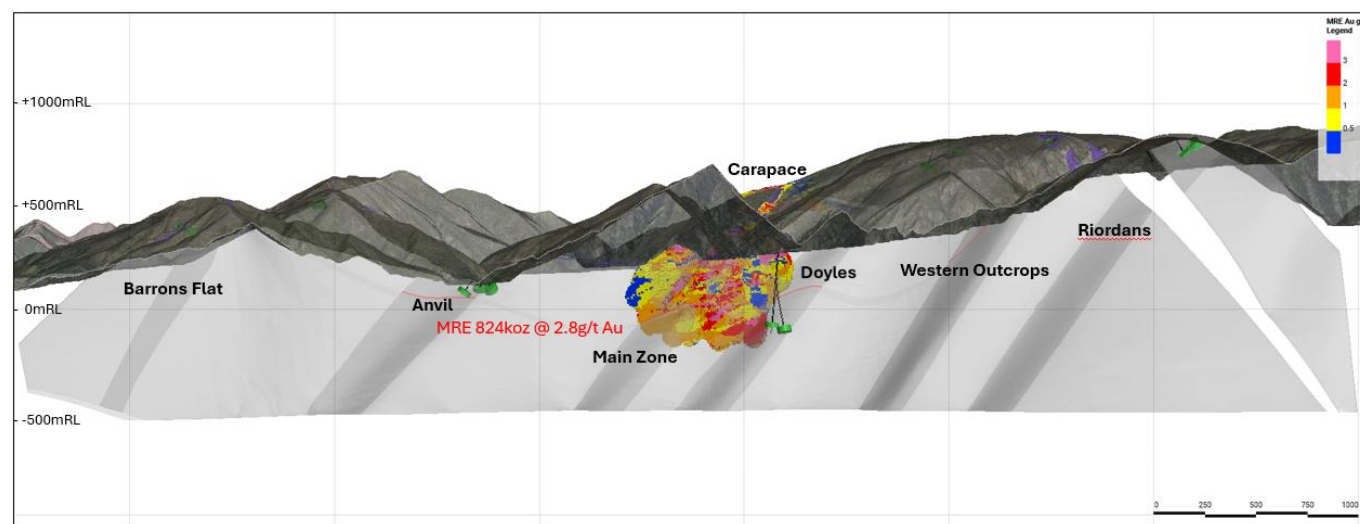 MRE Au g
Legend
3
2
1
0.5
+1000mRL
+500mRL
0mRL
-500mRL
Carapace
Riordans
Western Outcrops
Doyles
Barrons Flat
Anvil
MRE 824koz @ 2.8g/t Au
Main Zone
0 250 500 750 1000